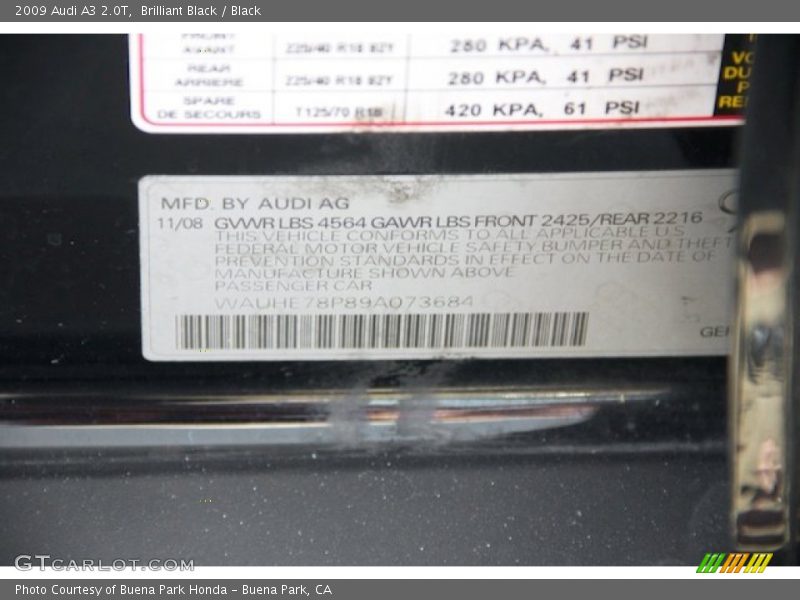 2009 Audi A3 2.0T, Brilliant Black / Black
FRONT
AVANT 225/40 R18 92Y 280 KPA, 41 PSI
REAR
ARRIERE 225/40 R18 92Y 280 KPA, 41 PSI
SPARE
DE SECOURS T125/70 R18 420 KPA, 61 PSI
MFD BY AUDI AG
11/08 GVWR LBS 4564 GAWR LBS FRONT 2425/REAR 2216
THIS VEHICLE CONFORMS TO ALL APPLICABLE U.S
FEDERAL MOTOR VEHICLE SAFETY BUMPER AND THEFT
PREVENTION STANDARDS IN EFFECT ON THE DATE OF
MANUFACTURE SHOWN ABOVE
PASSENGER CAR
WAUHE78P89A073684
GTCARLOT.COM
Photo Courtesy of Buena Park Honda - Buena Park, CA